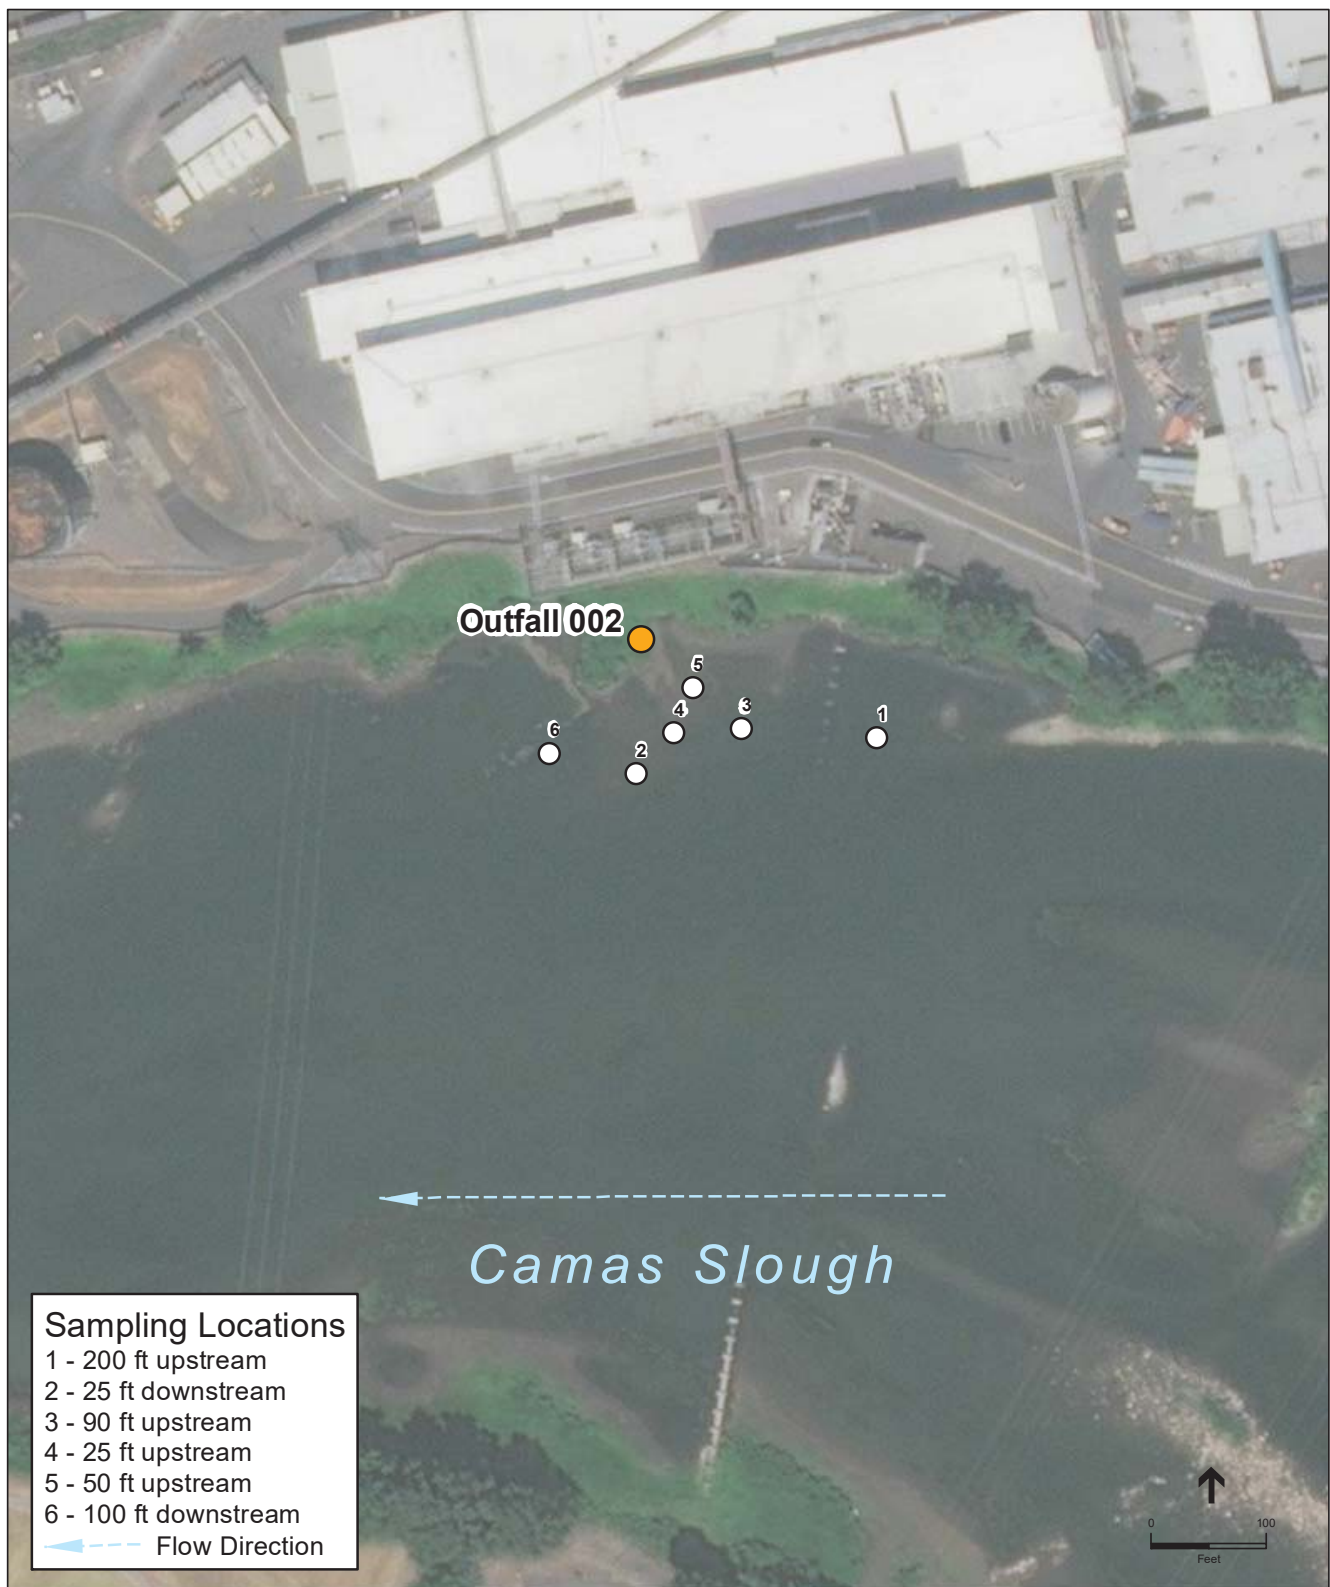 Outfall 002
5
4
3
1
6
2
Camas Slough
Sampling Locations
1 - 200 ft upstream
2 - 25 ft downstream
3 - 90 ft upstream
4 - 25 ft upstream
5 - 50 ft upstream
6 - 100 ft downstream
Flow Direction
0 100
Feet